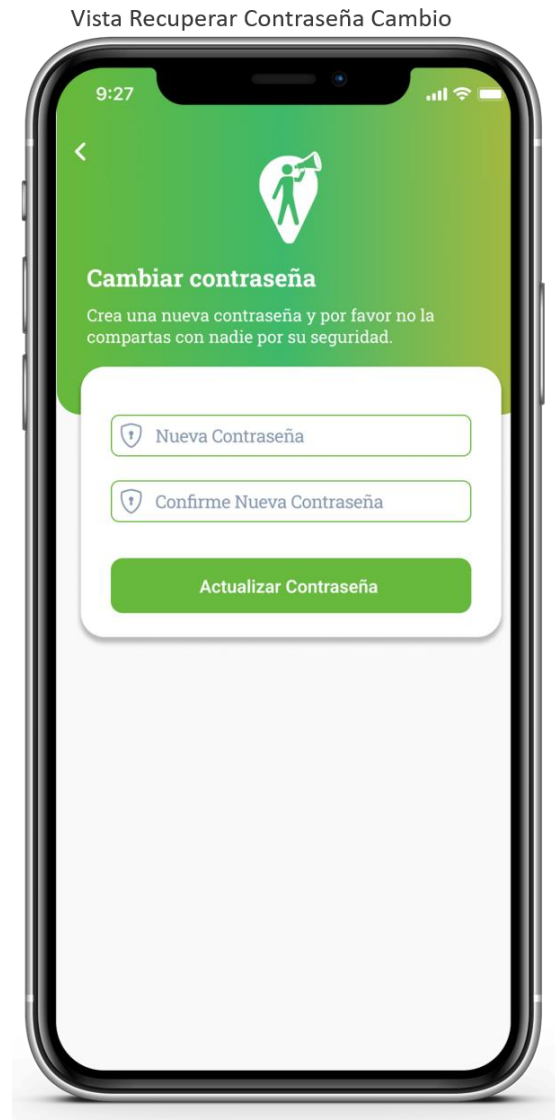 Vista Recuperar Contraseña Cambio
9:27
Cambiar contraseña
Crea una nueva contraseña y por favor no la
compartas con nadie por su seguridad.
Nueva Contraseña
Confirme Nueva Contraseña
Actualizar Contraseña